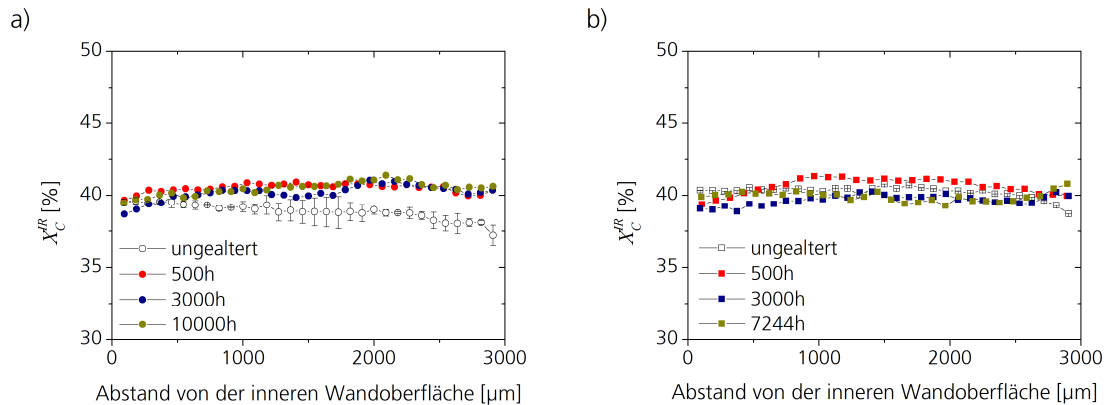 a)
50
45
40
35
30
X_C^IR [%]
ungealtert
500h
3000h
10000h
0
1000
2000
3000
Abstand von der inneren Wandoberfläche [µm]
b)
50
45
40
35
30
X_C^IR [%]
ungealtert
500h
3000h
7244h
0
1000
2000
3000
Abstand von der inneren Wandoberfläche [µm]